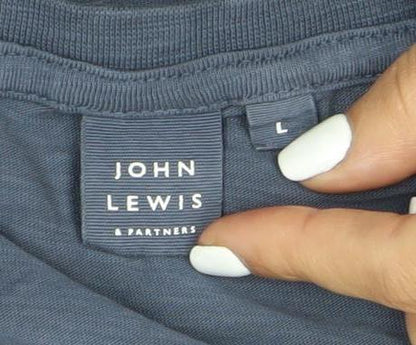 JOHN
LEWIS
& PARTNERS
L